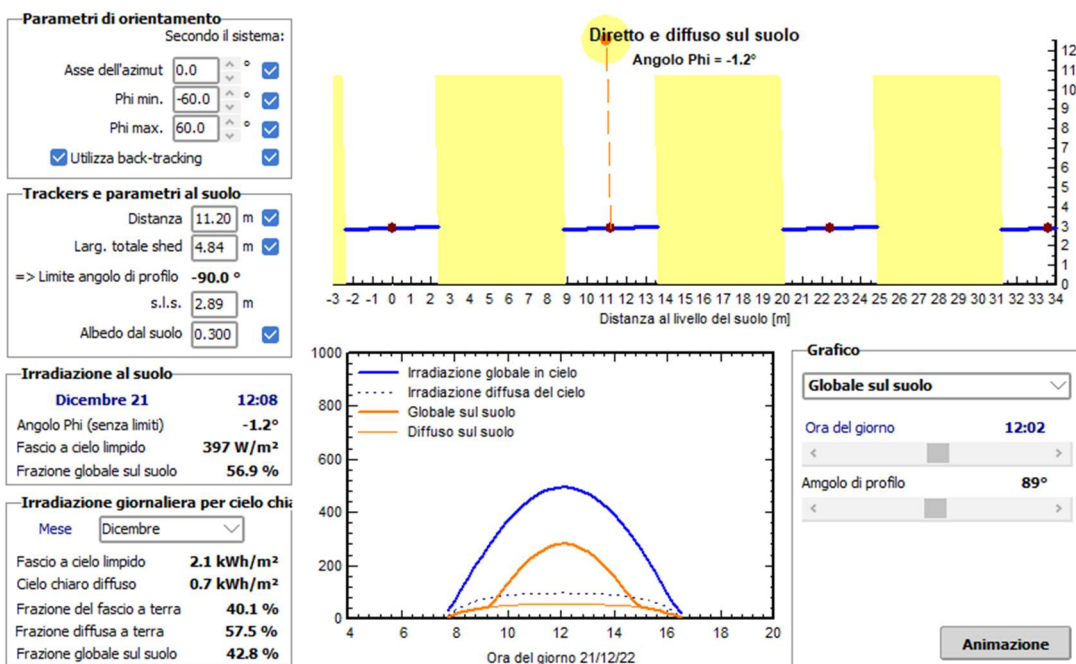 Parametri di orientamento
Secondo il sistema:
Asse dell'azimut 0.0 °
Phi min. -60.0 °
Phi max. 60.0 °
Utilizza back-tracking
Trackers e parametri al suolo
Distanza 11.20 m
Larg. totale shed 4.84 m
=> Limite angolo di profilo -90.0 °
s.l.s. 2.89 m
Albedo dal suolo 0.300
Irradiazione al suolo
Dicembre 21 12:08
Angolo Phi (senza limiti) -1.2°
Fascio a cielo limpido 397 W/m²
Frazione globale sul suolo 56.9 %
Irradiazione giornaliera per cielo chia
Mese Dicembre
Fascio a cielo limpido 2.1 kWh/m²
Cielo chiaro diffuso 0.7 kWh/m²
Frazione del fascio a terra 40.1 %
Frazione diffusa a terra 57.5 %
Frazione globale sul suolo 42.8 %
Diretto e diffuso sul suolo
Angolo Phi = -1.2°
12
11
10
9
8
7
6
5
4
3
2
1
0
-3 -2 -1 0 1 2 3 4 5 6 7 8 9 10 11 12 13 14 15 16 17 18 19 20 21 22 23 24 25 26 27 28 29 30 31 32 33 34
Distanza al livello del suolo [m]
1000
800
600
400
200
0
Irradiazione globale in cielo
Irradiazione diffusa del cielo
Globale sul suolo
Diffuso sul suolo
4 6 8 10 12 14 16 18 20
Ora del giorno 21/12/22
Grafico
Globale sul suolo
Ora del giorno 12:02
Amgolo di profilo 89°
Animazione